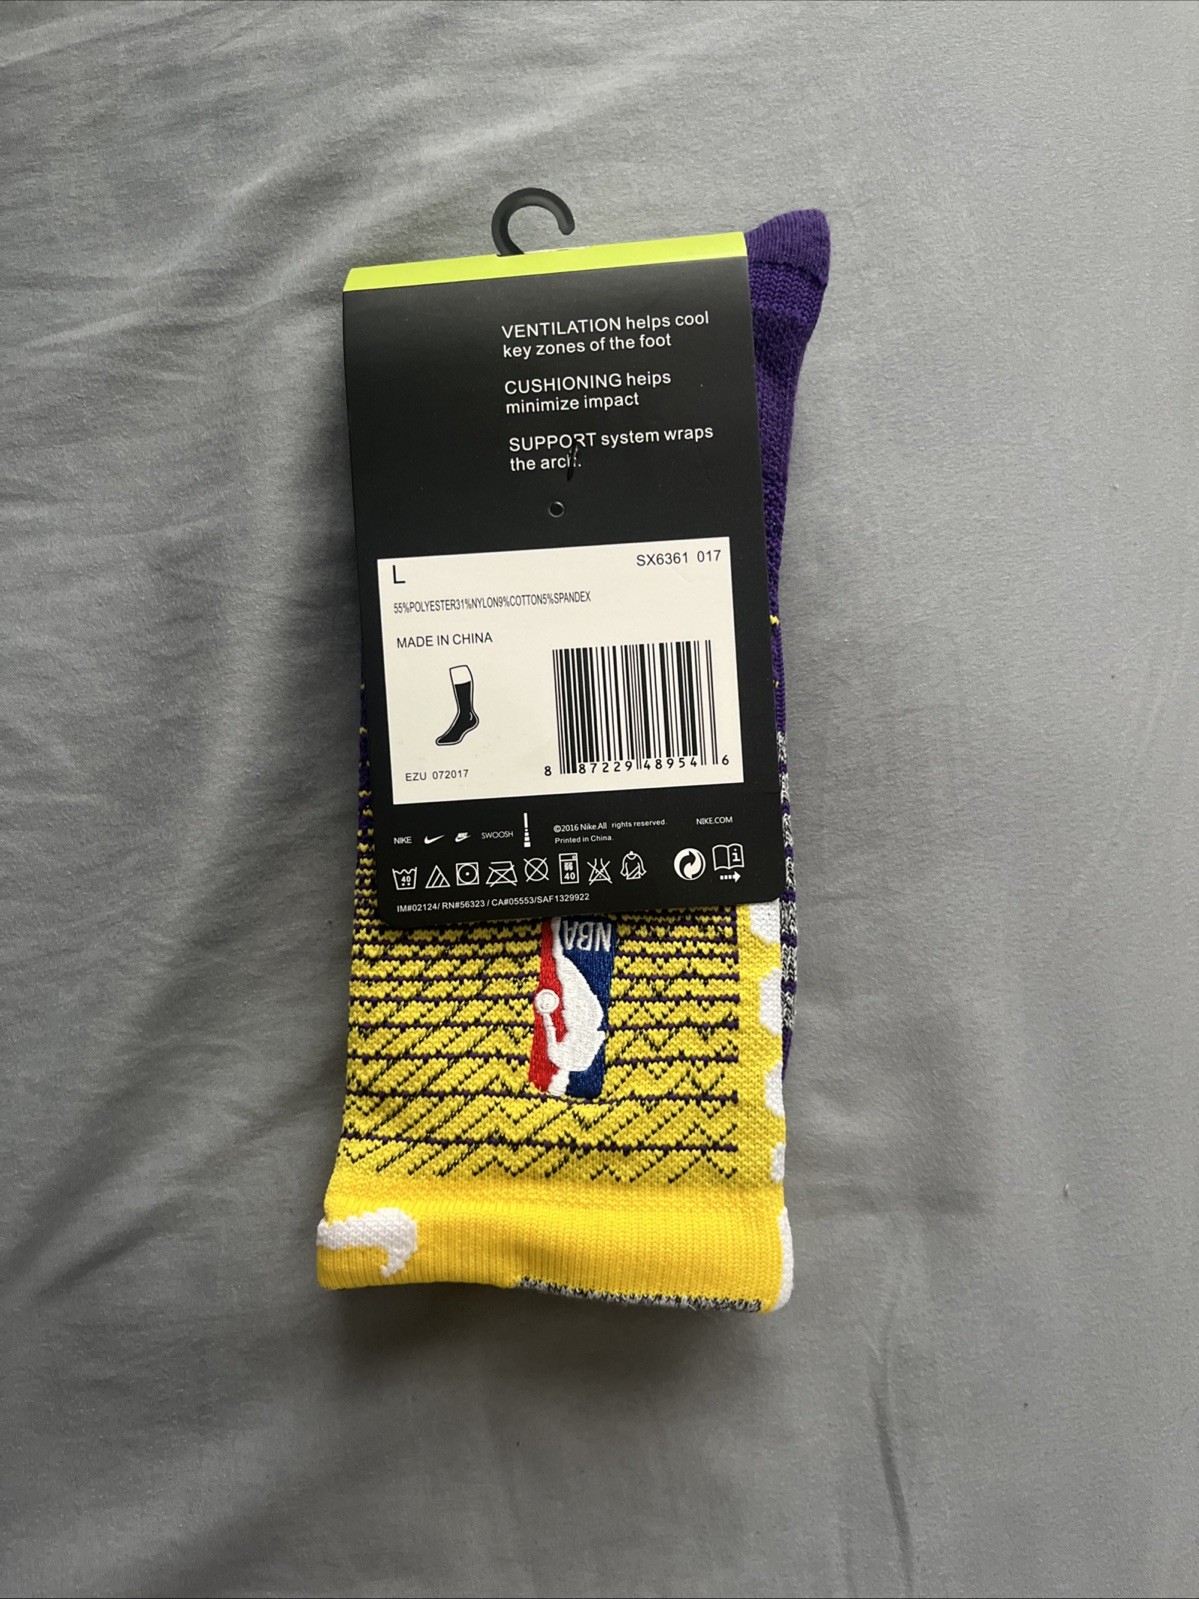 VENTILATION helps cool
key zones of the foot
CUSHIONING helps
minimize impact
SUPPORT system wraps
the arch.
L
SX6361 017
55%POLYESTER31%NYLON9%COTTON5%SPANDEX
MADE IN CHINA
EZU 072017
8 87229 48954 6
NIKE
SWOOSH
©2016 Nike.All rights reserved.
Printed in China.
NIKE.COM
40
40
IM#02124/ RN#56323 / CA#05553/SAF1329922
NBA